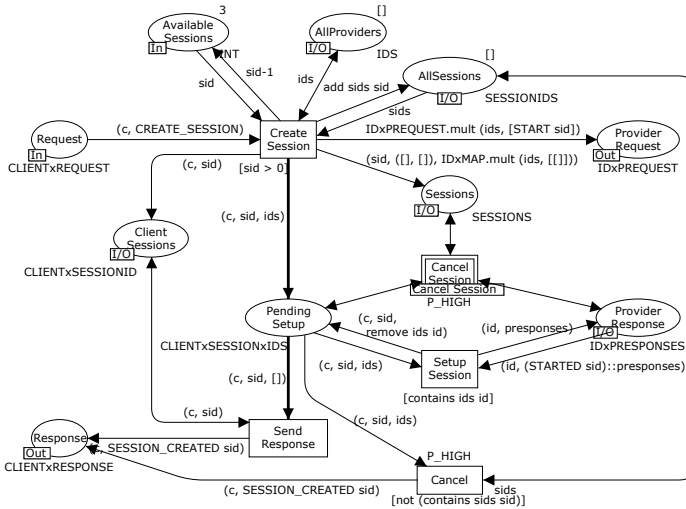 3
[]
Available
Sessions
In
INT
AllProviders
I/O
IDS
[]
AllSessions
I/O
SESSIONIDS
sid
sid-1
ids
add sids sid
sids
Request
In
CLIENTxREQUEST
(c, CREATE_SESSION)
Create
Session
[sid > 0]
IDxPREQUEST.mult (ids, [START sid])
Provider
Request
Out
IDxPREQUEST
(c, sid)
(sid, ([], []), IDxMAP.mult (ids, [[]]))
Sessions
I/O
SESSIONS
(c, sid, ids)
Client
Sessions
I/O
CLIENTxSESSIONID
Cancel
Session
Cancel Session
P_HIGH
Pending
Setup
CLIENTxSESSIONxIDS
(c, sid,
remove ids id)
(id, presponses)
Provider
Response
I/O
IDxPRESPONSES
(c, sid, ids)
Setup
Session
(id, (STARTED sid)::presponses)
[contains ids id]
(c, sid, [])
(c, sid)
(c, sid, ids)
Send
Response
Response
Out
CLIENTxRESPONSE
(c, SESSION_CREATED sid)
P_HIGH
Cancel
(c, SESSION_CREATED sid)
sids
[not (contains sids sid)]